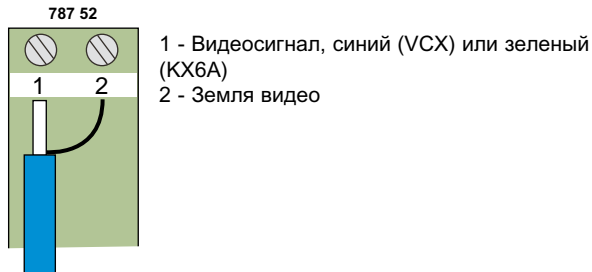 787 52
1 2
1 - Видеосигнал, синий (VCX) или зеленый
(KX6A)
2 - Земля видео